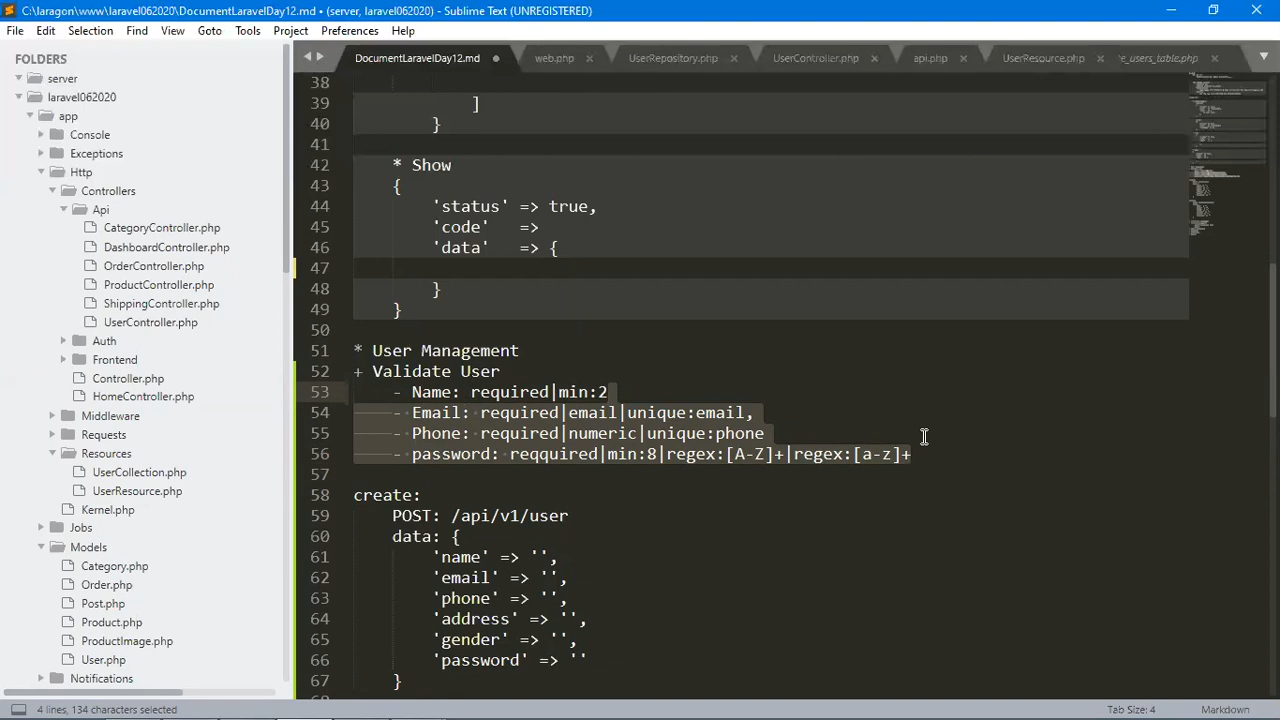 C:\laragon\www\laravel062020\DocumentLaravelDay12.md • (server, laravel062020) - Sublime Text (UNREGISTERED)
File Edit Selection Find View Goto Tools Project Preferences Help
FOLDERS
server
laravel062020
app
Console
Exceptions
Http
Controllers
Api
CategoryController.php
DashboardController.php
OrderController.php
ProductController.php
ShippingController.php
UserController.php
Auth
Frontend
Controller.php
HomeController.php
Middleware
Requests
Resources
UserCollection.php
UserResource.php
Kernel.php
Jobs
Models
Category.php
Order.php
Post.php
Product.php
ProductImage.php
User.php
Notifications
DocumentLaravelDay12.md web.php UserRepository.php UserController.php api.php UserResource.php e_users_table.php
38
39 ]
40 }
41
42 * Show
43 {
44 'status' => true,
45 'code' =>
46 'data' => {
47
48 }
49 }
50
51 * User Management
52 + Validate User
53 - Name: required|min:2
54 - Email: required|email|unique:email,
55 - Phone: required|numeric|unique:phone
56 - password: reqquired|min:8|regex:[A-Z]+|regex:[a-z]+
57
58 create:
59 POST: /api/v1/user
60 data: {
61 'name' => '',
62 'email' => '',
63 'phone' => '',
64 'address' => '',
65 'gender' => '',
66 'password' => ''
67 }
4 lines, 134 characters selected Tab Size: 4 Markdown